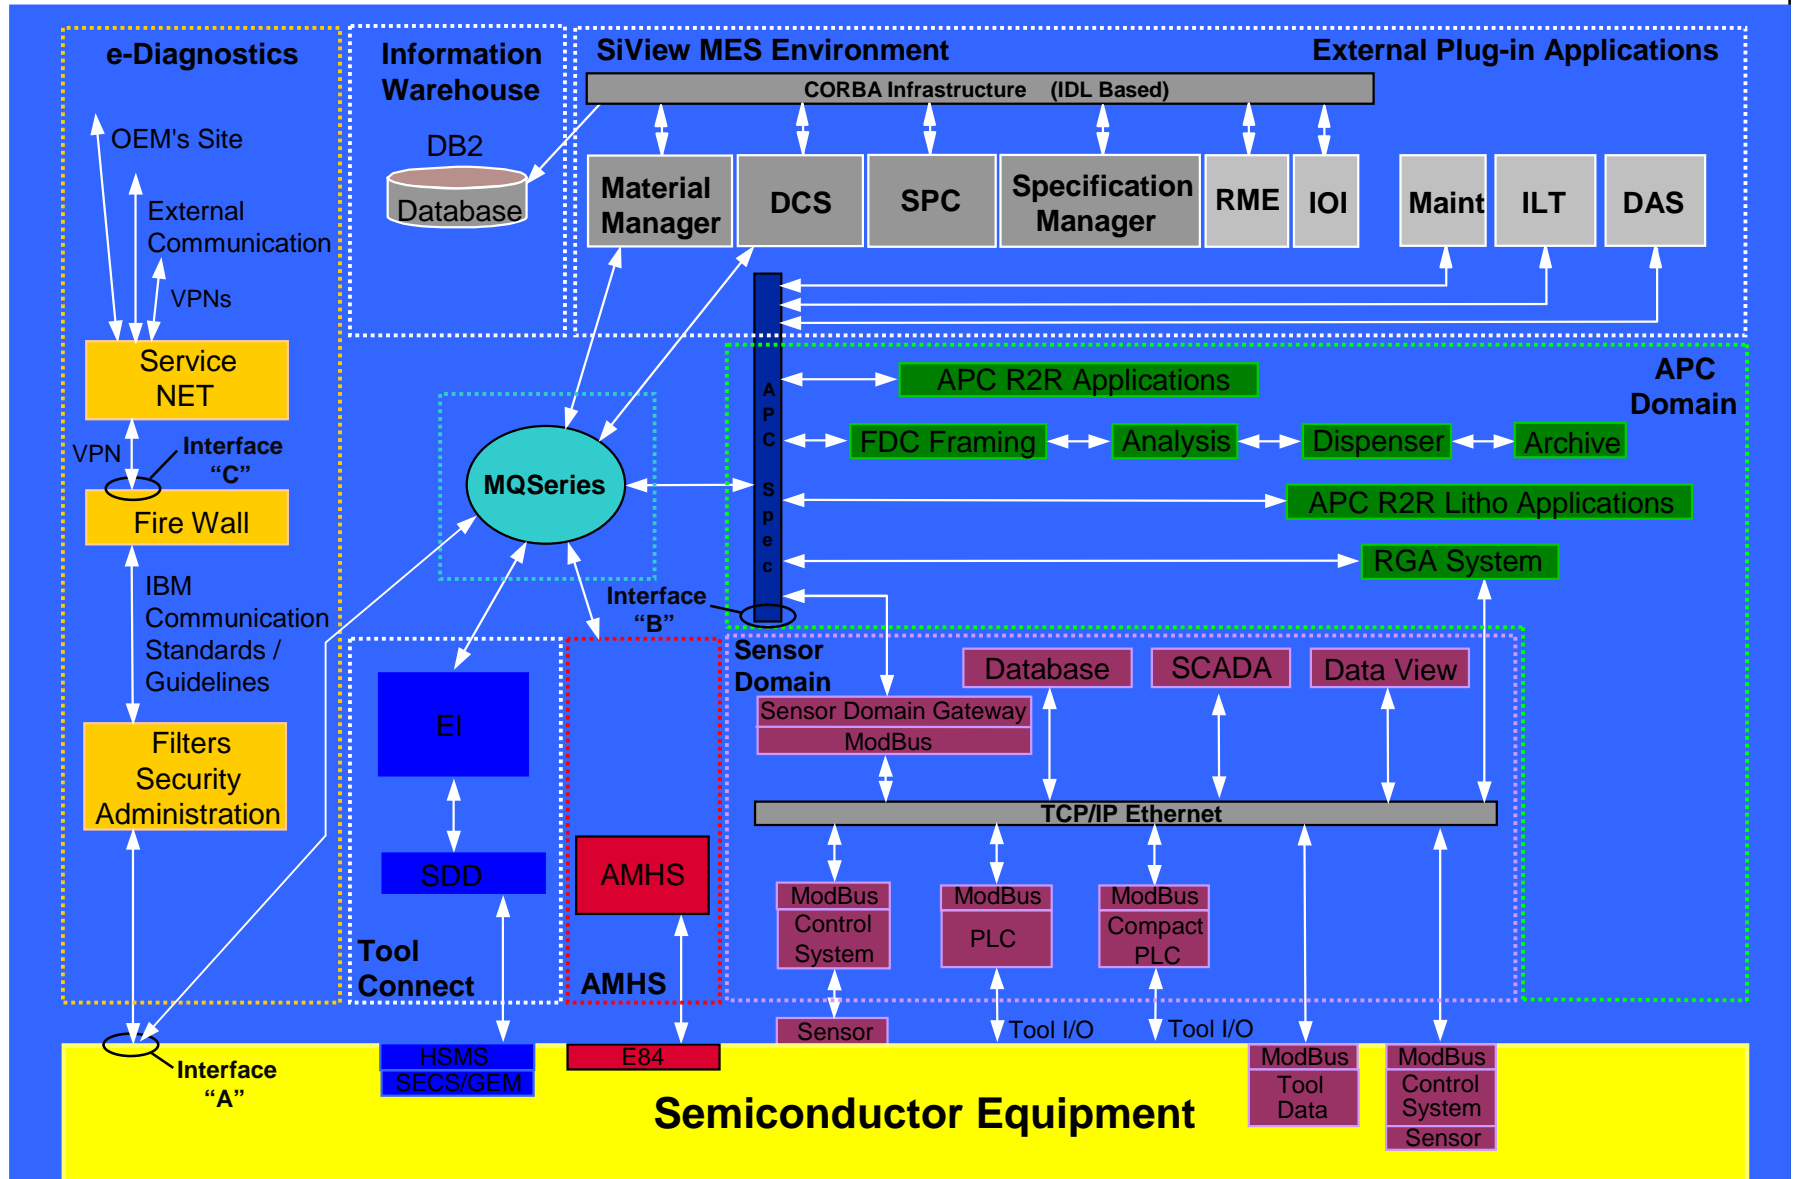 e-Diagnostics
OEM's Site
External
Communication
VPNs
Service
NET
VPN
Interface
“C”
Fire Wall
IBM
Communication
Standards /
Guidelines
Filters
Security
Administration
Interface
“A”
Information
Warehouse
DB2
Database
SiView MES Environment
External Plug-in Applications
CORBA Infrastructure (IDL Based)
Material
Manager
DCS
SPC
Specification
Manager
RME
IOI
Maint
ILT
DAS
MQSeries
APC Spec
Interface
“B”
APC
Domain
APC R2R Applications
FDC Framing
Analysis
Dispenser
Archive
APC R2R Litho Applications
RGA System
EI
SDD
Tool
Connect
HSMS
SECS/GEM
AMHS
AMHS
E84
Sensor
Domain
Database
SCADA
Data View
Sensor Domain Gateway
ModBus
TCP/IP Ethernet
ModBus
Control
System
Sensor
ModBus
PLC
Tool I/O
ModBus
Compact
PLC
Tool I/O
ModBus
Tool
Data
ModBus
Control
System
Sensor
Semiconductor Equipment